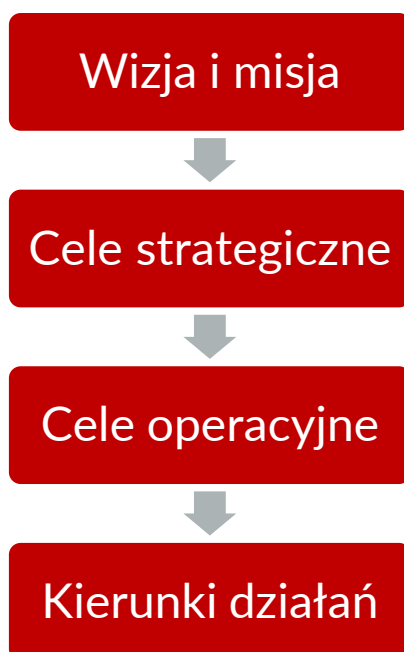 Wizja i misja
Cele strategiczne
Cele operacyjne
Kierunki działań